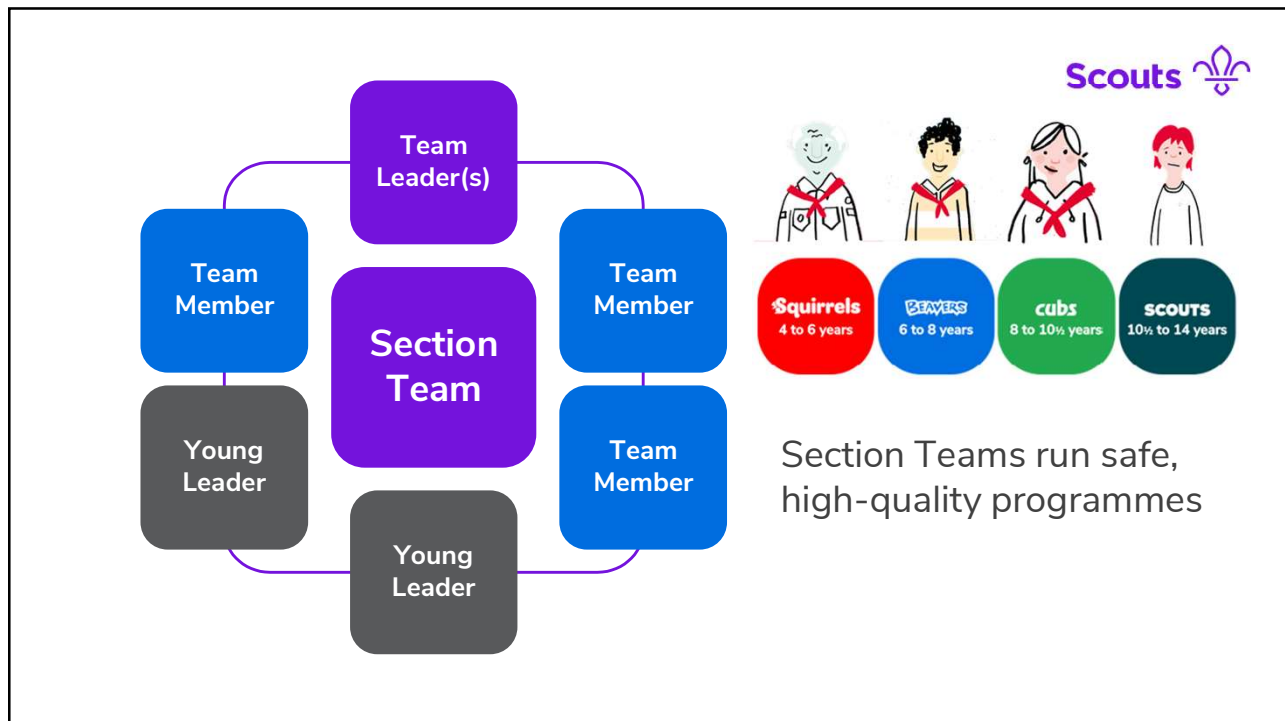 Scouts
Team
Leader(s)
Team
Member
Team
Member
Section
Team
Young
Leader
Team
Member
Young
Leader
Squirrels
4 to 6 years
BEAVERS
6 to 8 years
cubs
8 to 10½ years
SCOUTS
10½ to 14 years
Section Teams run safe,
high-quality programmes